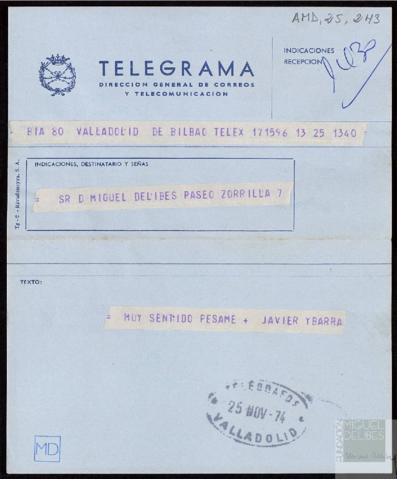 AMD, 25, 243
TELEGRAMA
DIRECCION GENERAL DE CORREOS
Y TELECOMUNICACION
INDICACIONES
RECEPCION
BIA 80 VALLADOLID DE BILBAO TELEX 171596 13 25 1340
INDICACIONES, DESTINATARIO Y SEÑAS
= SR D MIGUEL DELIBES PASEO ZORRILLA 7
TEXTO:
= MUY SENTIDO PESAME + JAVIER YBARRA
TELEGRAFOS
25 NOV -74
VALLADOLID
MD
MIGUEL
DELIBES